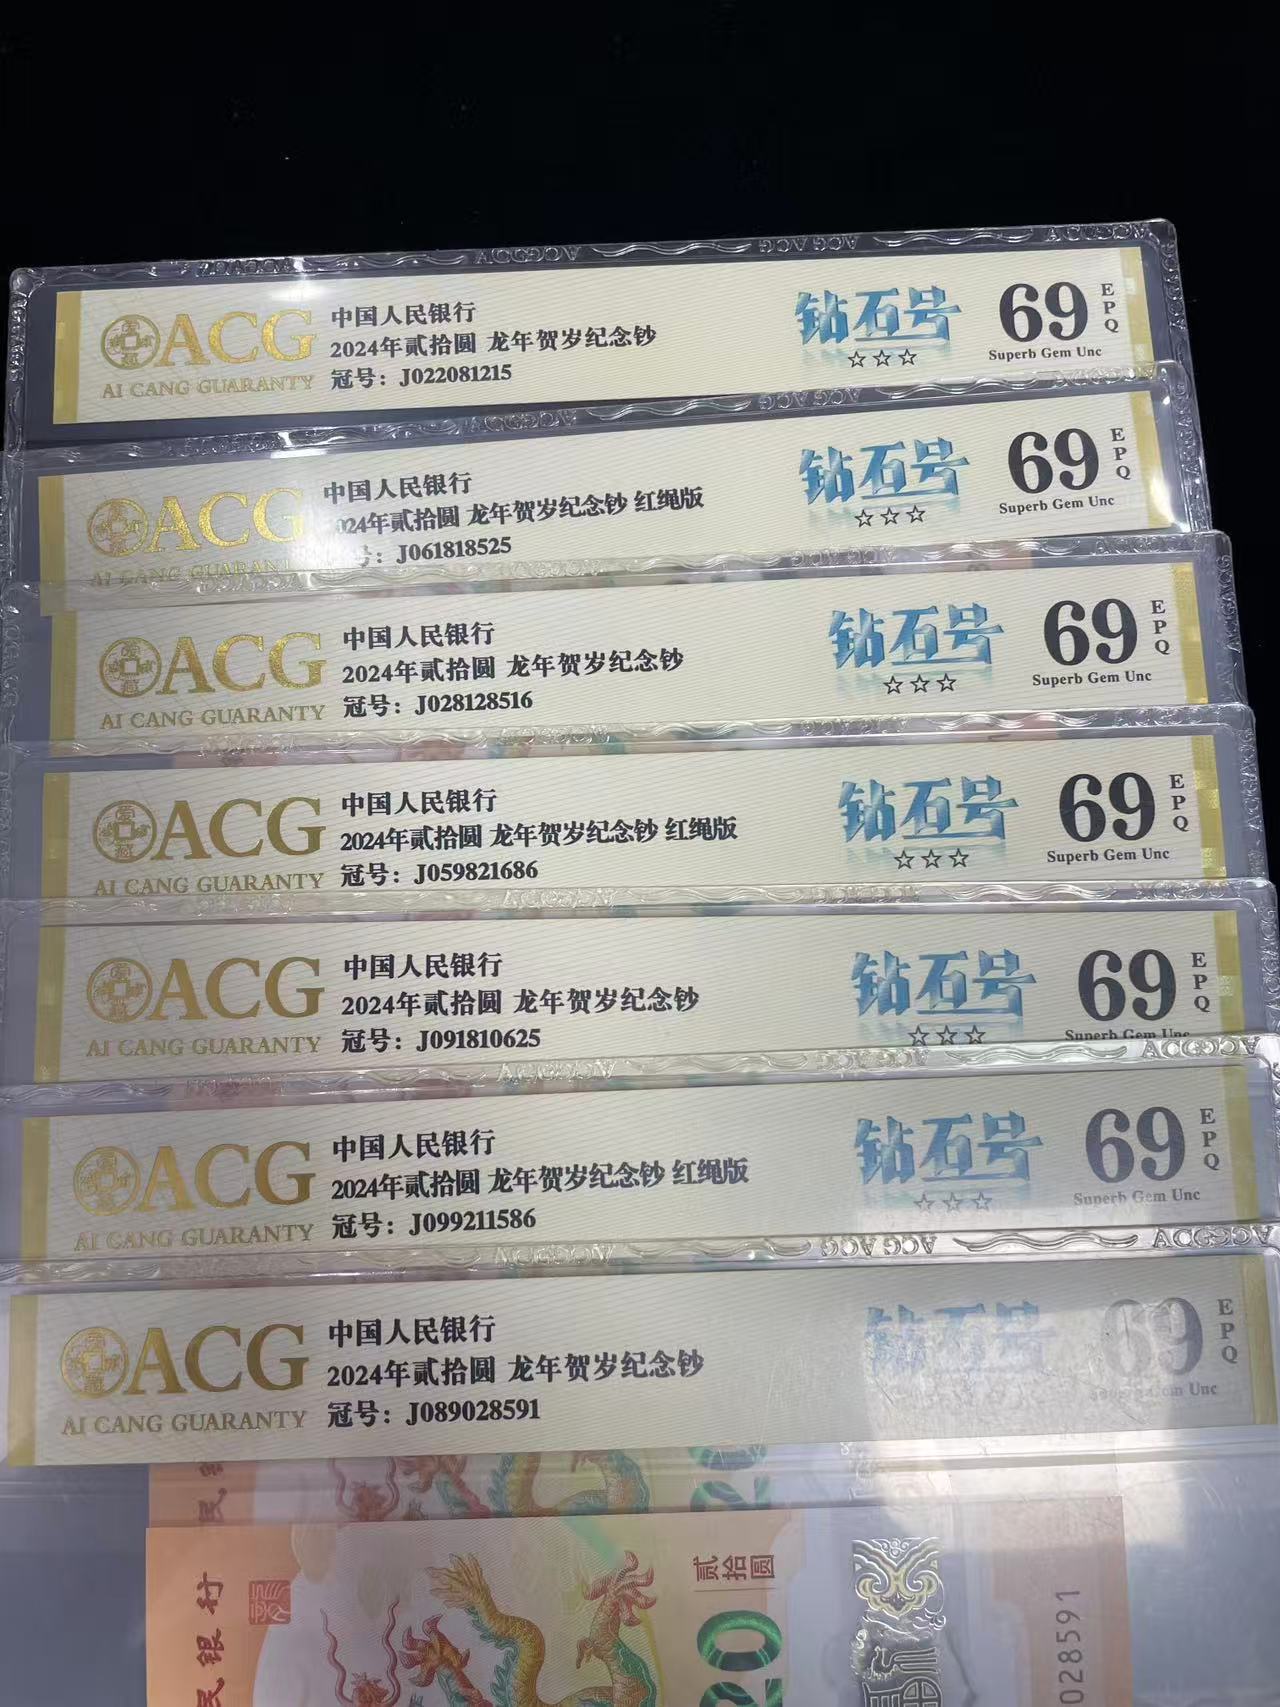 ACG
AI CANG GUARANTY
中国人民银行
2024年贰拾圆 龙年贺岁纪念钞
冠号：J022081215
钻石号
☆☆☆
69
EPQ
Superb Gem Unc
ACG
AI CANG GUARANTY
中国人民银行
2024年贰拾圆 龙年贺岁纪念钞 红绳版
冠号：J061818525
钻石号
☆☆☆
69
EPQ
Superb Gem Unc
ACG
AI CANG GUARANTY
中国人民银行
2024年贰拾圆 龙年贺岁纪念钞
冠号：J028128516
钻石号
☆☆☆
69
EPQ
Superb Gem Unc
ACG
AI CANG GUARANTY
中国人民银行
2024年贰拾圆 龙年贺岁纪念钞 红绳版
冠号：J059821686
钻石号
☆☆☆
69
EPQ
Superb Gem Unc
ACG
AI CANG GUARANTY
中国人民银行
2024年贰拾圆 龙年贺岁纪念钞
冠号：J091810625
钻石号
☆☆☆
69
EPQ
Superb Gem Unc
ACG
AI CANG GUARANTY
中国人民银行
2024年贰拾圆 龙年贺岁纪念钞 红绳版
冠号：J099211586
钻石号
☆☆☆
69
EPQ
Superb Gem Unc
ACG
AI CANG GUARANTY
中国人民银行
2024年贰拾圆 龙年贺岁纪念钞
冠号：J089028591
钻石号
69
EPQ
Unc
民银行
贰拾圆
20
028591